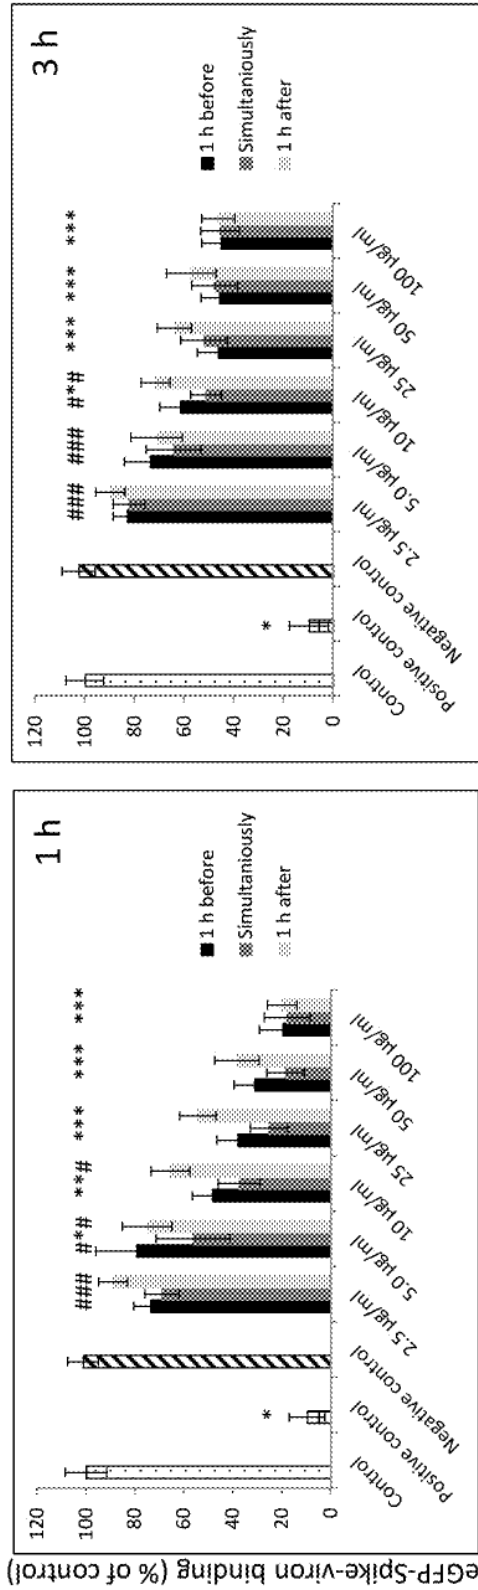 eGFP-Spike-viron binding (% of control)
1 h
120
100
80
60
40
20
0
*
###
#*#
**#
***
***
***
Control
Positive control
Negative control
2.5 µg/ml
5.0 µg/ml
10 µg/ml
25 µg/ml
50 µg/ml
100 µg/ml
1 h before
Simultaniously
1 h after
3 h
120
100
80
60
40
20
0
*
###
###
#*#
***
***
***
Control
Positive control
Negative control
2.5 µg/ml
5.0 µg/ml
10 µg/ml
25 µg/ml
50 µg/ml
100 µg/ml
1 h before
Simultaniously
1 h after